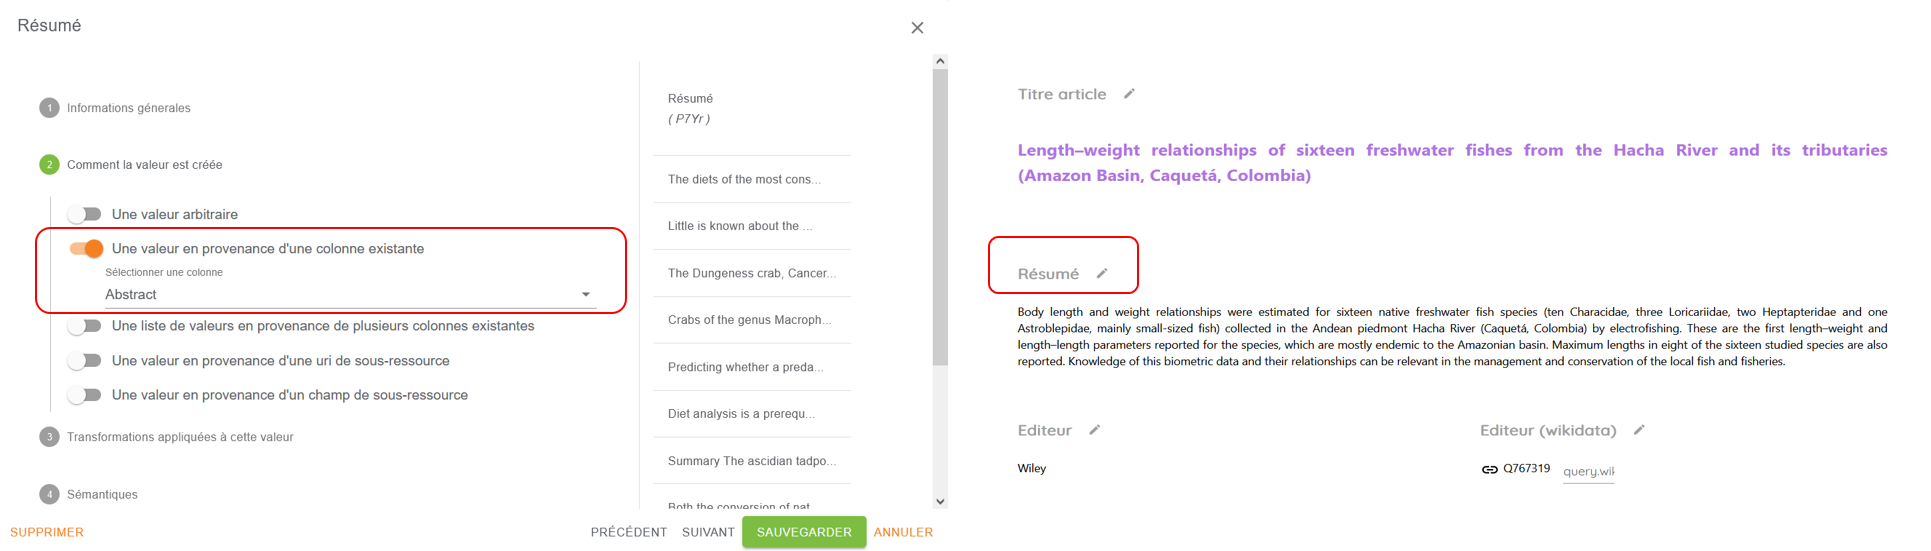 Résumé
1 Informations génerales
2 Comment la valeur est créée
Une valeur arbitraire
Une valeur en provenance d'une colonne existante
Sélectionner une colonne
Abstract
Une liste de valeurs en provenance de plusieurs colonnes existantes
Une valeur en provenance d'une uri de sous-ressource
Une valeur en provenance d'un champ de sous-ressource
3 Transformations appliquées à cette valeur
4 Sémantiques
Résumé
( P7Yr )
The diets of the most cons...
Little is known about the ...
The Dungeness crab, Cancer...
Crabs of the genus Macroph...
Predicting whether a preda...
Diet analysis is a prerequ...
Summary The ascidian tadpo...
Both the conversion of nat
SUPPRIMER
PRÉCÉDENT
SUIVANT
SAUVEGARDER
ANNULER
Titre article
Length–weight relationships of sixteen freshwater fishes from the Hacha River and its tributaries
(Amazon Basin, Caquetá, Colombia)
Résumé
Body length and weight relationships were estimated for sixteen native freshwater fish species (ten Characidae, three Loricariidae, two Heptapteridae and one
Astroblepidae, mainly small-sized fish) collected in the Andean piedmont Hacha River (Caquetá, Colombia) by electrofishing. These are the first length–weight and
length–length parameters reported for the species, which are mostly endemic to the Amazonian basin. Maximum lengths in eight of the sixteen studied species are also
reported. Knowledge of this biometric data and their relationships can be relevant in the management and conservation of the local fish and fisheries.
Editeur
Wiley
Editeur (wikidata)
Q767319 query.wik